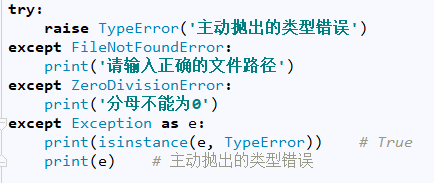 try:
    raise TypeError('主动抛出的类型错误')
except FileNotFoundError:
    print('请输入正确的文件路径')
except ZeroDivisionError:
    print('分母不能为0')
except Exception as e:
    print(isinstance(e, TypeError))    # True
    print(e)    # 主动抛出的类型错误